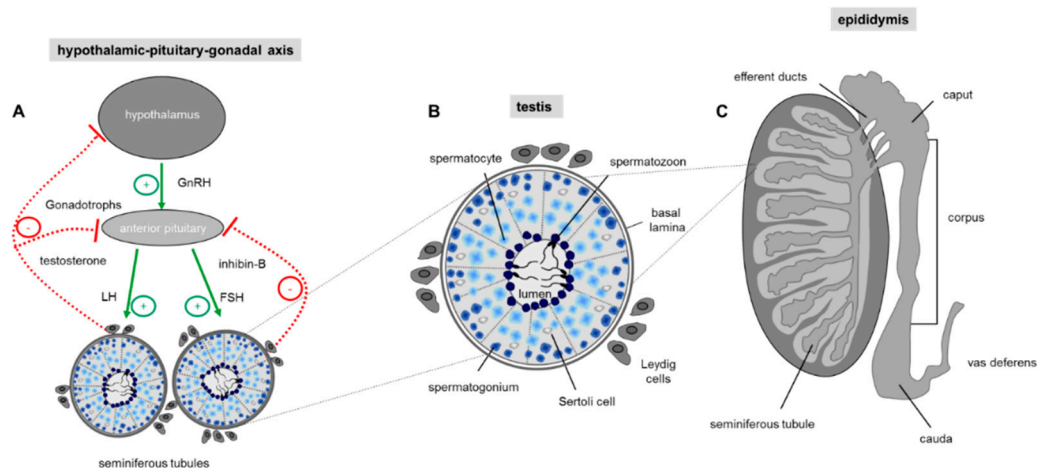 hypothalamic-pituitary-gonadal axis
A
hypothalamus
+
GnRH
Gonadotrophs
-
anterior pituitary
testosterone
inhibin-B
-
LH
+
+
FSH
seminiferous tubules
testis
B
spermatocyte
spermatozoon
basal
lamina
lumen
Leydig
cells
spermatogonium
Sertoli cell
epididymis
C
efferent ducts
caput
corpus
vas deferens
seminiferous tubule
cauda